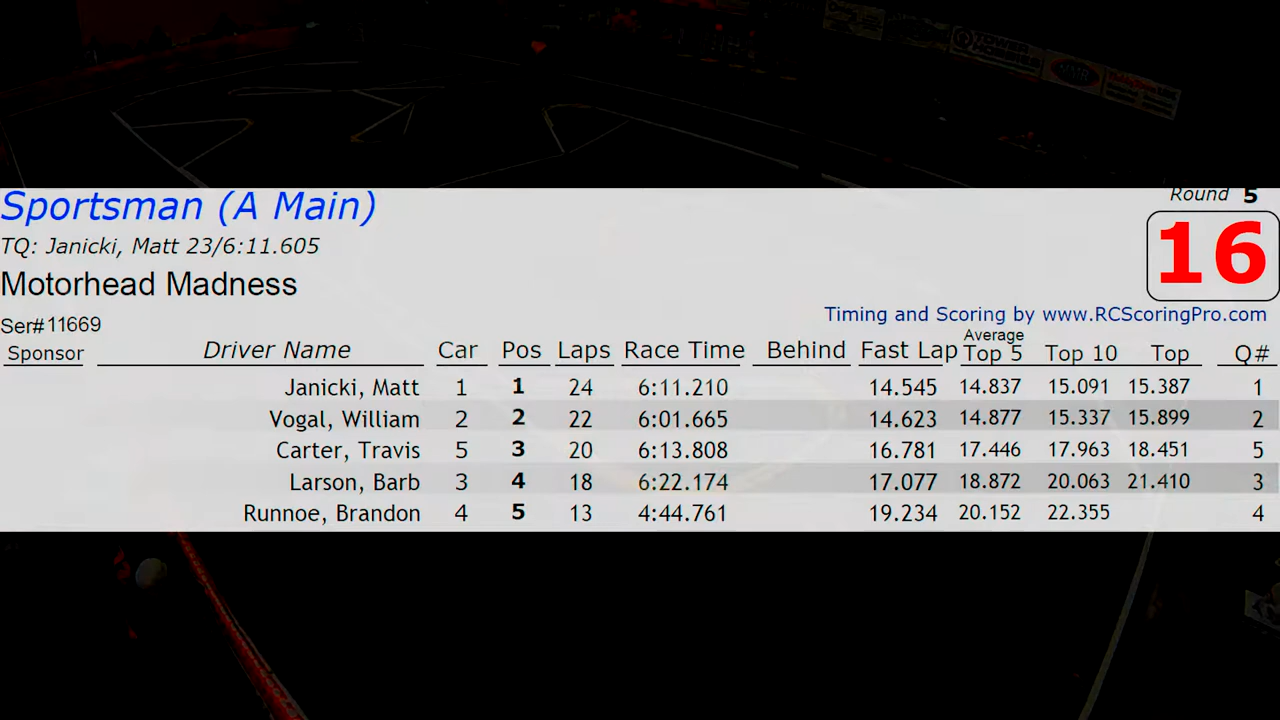 Sportsman (A Main)
Round 5
16
TQ: Janicki, Matt 23/6:11.605
Motorhead Madness
Timing and Scoring by www.RCScoringPro.com
Ser#11669
Sponsor Driver Name Car Pos Laps Race Time Behind Fast Lap Average Top 5 Top 10 Top Q#
Janicki, Matt 1 1 24 6:11.210 14.545 14.837 15.091 15.387 1
Vogal, William 2 2 22 6:01.665 14.623 14.877 15.337 15.899 2
Carter, Travis 5 3 20 6:13.808 16.781 17.446 17.963 18.451 5
Larson, Barb 3 4 18 6:22.174 17.077 18.872 20.063 21.410 3
Runnoe, Brandon 4 5 13 4:44.761 19.234 20.152 22.355 4